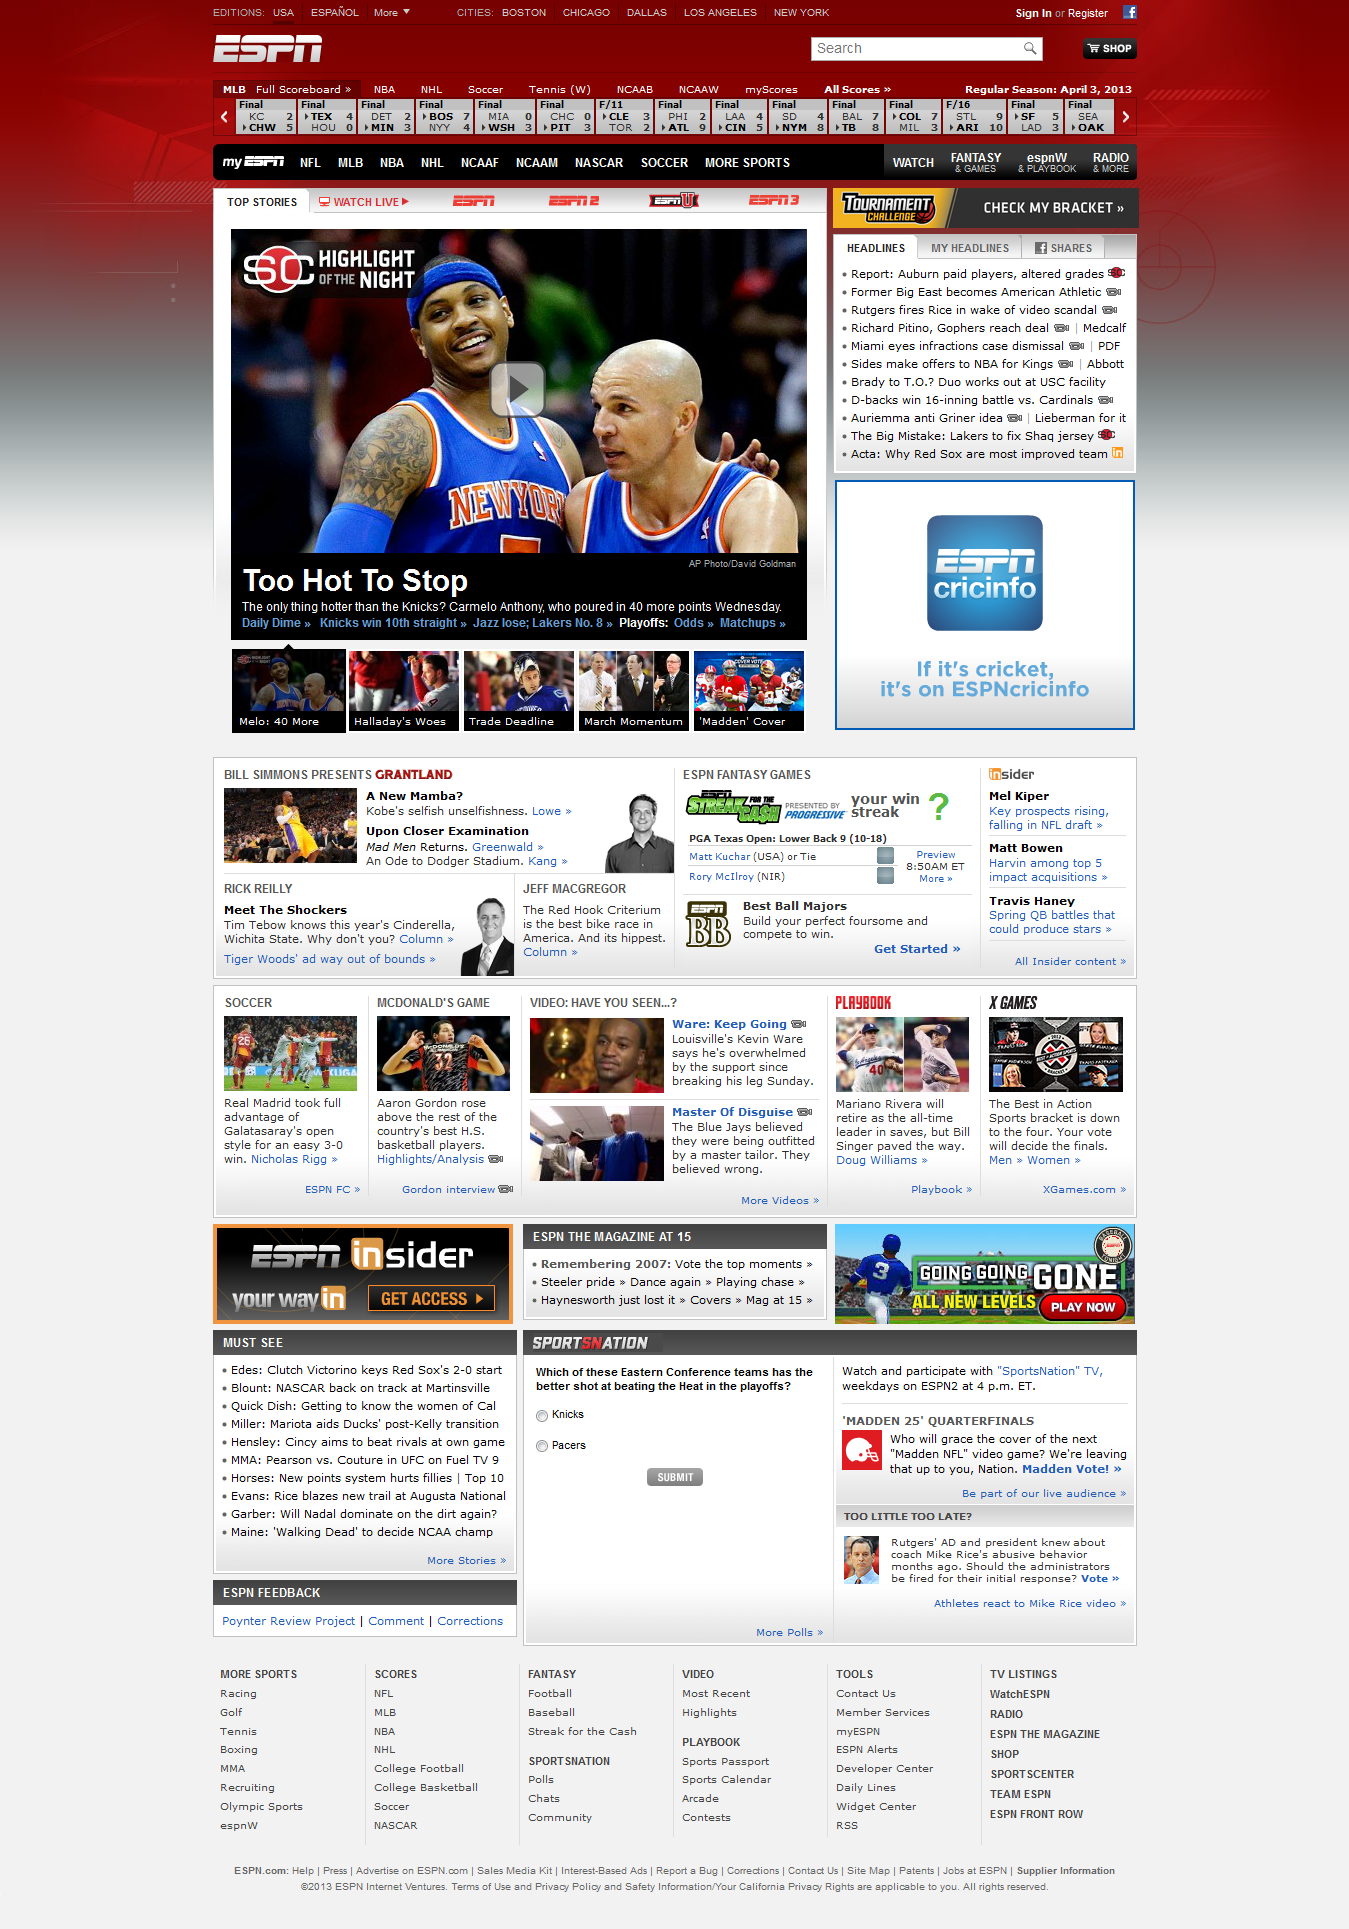 EDITIONS: USA ESPAÑOL More CITIES: BOSTON CHICAGO DALLAS LOS ANGELES NEW YORK Sign In or Register
ESPN Search SHOP
MLB Full Scoreboard » NBA NHL Soccer Tennis (W) NCAAB NCAAW myScores All Scores » Regular Season: April 3, 2013
Final Final Final Final Final Final F/11 Final Final Final Final Final F/16 Final Final
KC 2 TEX 4 DET 2 BOS 7 MIA 0 CHC 0 CLE 3 PHI 2 LAA 4 SD 4 BAL 7 COL 7 STL 9 SF 5 SEA
CHW 5 HOU 0 MIN 3 NYY 4 WSH 3 PIT 3 TOR 2 ATL 9 CIN 5 NYM 8 TB 8 MIL 3 ARI 10 LAD 3 OAK
my ESPN NFL MLB NBA NHL NCAAF NCAAM NASCAR SOCCER MORE SPORTS WATCH FANTASY & GAMES espnW & PLAYBOOK RADIO & MORE
TOP STORIES WATCH LIVE ESPN ESPN 2 ESPN U ESPN 3
SC HIGHLIGHT
OF THE NIGHT
NEW YOR
AP Photo/David Goldman
Too Hot To Stop
The only thing hotter than the Knicks? Carmelo Anthony, who poured in 40 more points Wednesday.
Daily Dime » Knicks win 10th straight » Jazz lose; Lakers No. 8 » Playoffs: Odds » Matchups »
Melo: 40 More Halladay's Woes Trade Deadline March Momentum 'Madden' Cover
TOURNAMENT
CHALLENGE CHECK MY BRACKET »
HEADLINES MY HEADLINES SHARES
Report: Auburn paid players, altered grades
Former Big East becomes American Athletic
Rutgers fires Rice in wake of video scandal
Richard Pitino, Gophers reach deal | Medcalf
Miami eyes infractions case dismissal | PDF
Sides make offers to NBA for Kings | Abbott
Brady to T.O.? Duo works out at USC facility
D-backs win 16-inning battle vs. Cardinals
Auriemma anti Griner idea | Lieberman for it
The Big Mistake: Lakers to fix Shaq jersey
Acta: Why Red Sox are most improved team
ESPN
cricinfo
If it's cricket,
it's on ESPNcricinfo
BILL SIMMONS PRESENTS GRANTLAND
A New Mamba?
Kobe's selfish unselfishness. Lowe »
Upon Closer Examination
Mad Men Returns. Greenwald »
An Ode to Dodger Stadium. Kang »
RICK REILLY
Meet The Shockers
Tim Tebow knows this year's Cinderella,
Wichita State. Why don't you? Column »
Tiger Woods' ad way out of bounds »
JEFF MACGREGOR
The Red Hook Criterium
is the best bike race in
America. And its hippest.
Column »
ESPN FANTASY GAMES
ESPN STREAK FOR THE CASH PRESENTED BY PROGRESSIVE your win
streak ?
PGA Texas Open: Lower Back 9 (10-18)
Matt Kuchar (USA) or Tie
Rory McIlroy (NIR)
Preview
8:50AM ET
More »
ESPN
BB
Best Ball Majors
Build your perfect foursome and
compete to win.
Get Started »
insider
Mel Kiper
Key prospects rising,
falling in NFL draft »
Matt Bowen
Harvin among top 5
impact acquisitions »
Travis Haney
Spring QB battles that
could produce stars »
All Insider content »
SOCCER
Real Madrid took full
advantage of
Galatasaray's open
style for an easy 3-0
win. Nicholas Rigg »
ESPN FC »
MCDONALD'S GAME
Aaron Gordon rose
above the rest of the
country's best H.S.
basketball players.
Highlights/Analysis
Gordon interview
VIDEO: HAVE YOU SEEN...?
Ware: Keep Going
Louisville's Kevin Ware
says he's overwhelmed
by the support since
breaking his leg Sunday.
Master Of Disguise
The Blue Jays believed
they were being outfitted
by a master tailor. They
believed wrong.
More Videos »
PLAYBOOK
Mariano Rivera will
retire as the all-time
leader in saves, but Bill
Singer paved the way.
Doug Williams »
Playbook »
X GAMES
The Best in Action
Sports bracket is down
to the four. Your vote
will decide the finals.
Men » Women »
XGames.com »
ESPN insider
your way in GET ACCESS
ESPN THE MAGAZINE AT 15
Remembering 2007: Vote the top moments »
Steeler pride » Dance again » Playing chase »
Haynesworth just lost it » Covers » Mag at 15 »
3
GOING GOING GONE
ALL NEW LEVELS PLAY NOW
MUST SEE
Edes: Clutch Victorino keys Red Sox's 2-0 start
Blount: NASCAR back on track at Martinsville
Quick Dish: Getting to know the women of Cal
Miller: Mariota aids Ducks' post-Kelly transition
Hensley: Cincy aims to beat rivals at own game
MMA: Pearson vs. Couture in UFC on Fuel TV 9
Horses: New points system hurts fillies | Top 10
Evans: Rice blazes new trail at Augusta National
Garber: Will Nadal dominate on the dirt again?
Maine: 'Walking Dead' to decide NCAA champ
More Stories »
ESPN FEEDBACK
Poynter Review Project | Comment | Corrections
SPORTSNATION
Which of these Eastern Conference teams has the
better shot at beating the Heat in the playoffs?
Knicks
Pacers
SUBMIT
More Polls »
Watch and participate with "SportsNation" TV,
weekdays on ESPN2 at 4 p.m. ET.
'MADDEN 25' QUARTERFINALS
Who will grace the cover of the next
"Madden NFL" video game? We're leaving
that up to you, Nation. Madden Vote! »
Be part of our live audience »
TOO LITTLE TOO LATE?
Rutgers' AD and president knew about
coach Mike Rice's abusive behavior
months ago. Should the administrators
be fired for their initial response? Vote »
Athletes react to Mike Rice video »
MORE SPORTS
Racing
Golf
Tennis
Boxing
MMA
Recruiting
Olympic Sports
espnW
SCORES
NFL
MLB
NBA
NHL
College Football
College Basketball
Soccer
NASCAR
FANTASY
Football
Baseball
Streak for the Cash
SPORTSNATION
Polls
Chats
Community
VIDEO
Most Recent
Highlights
PLAYBOOK
Sports Passport
Sports Calendar
Arcade
Contests
TOOLS
Contact Us
Member Services
myESPN
ESPN Alerts
Developer Center
Daily Lines
Widget Center
RSS
TV LISTINGS
WatchESPN
RADIO
ESPN THE MAGAZINE
SHOP
SPORTSCENTER
TEAM ESPN
ESPN FRONT ROW
ESPN.com: Help | Press | Advertise on ESPN.com | Sales Media Kit | Interest-Based Ads | Report a Bug | Corrections | Contact Us | Site Map | Patents | Jobs at ESPN | Supplier Information
©2013 ESPN Internet Ventures. Terms of Use and Privacy Policy and Safety Information/Your California Privacy Rights are applicable to you. All rights reserved.